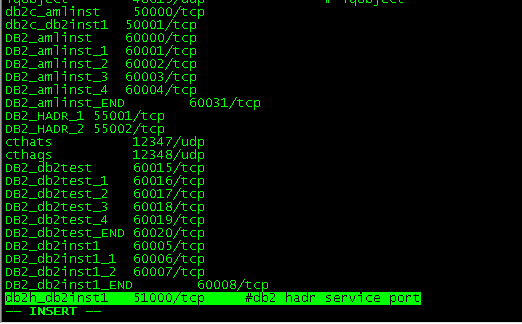 db2c_amlinst 50000/tcp
db2c_db2inst1 50001/tcp
DB2_amlinst 60000/tcp
DB2_amlinst_1 60001/tcp
DB2_amlinst_2 60002/tcp
DB2_amlinst_3 60003/tcp
DB2_amlinst_4 60004/tcp
DB2_amlinst_END 60031/tcp
DB2_HADR_1 55001/tcp
DB2_HADR_2 55002/tcp
cthats 12347/udp
cthags 12348/udp
DB2_db2test 60015/tcp
DB2_db2test_1 60016/tcp
DB2_db2test_2 60017/tcp
DB2_db2test_3 60018/tcp
DB2_db2test_4 60019/tcp
DB2_db2test_END 60020/tcp
DB2_db2inst1 60005/tcp
DB2_db2inst1_1 60006/tcp
DB2_db2inst1_2 60007/tcp
DB2_db2inst1_END 60008/tcp
db2h_db2inst1 51000/tcp #db2 hadr service port
-- INSERT --